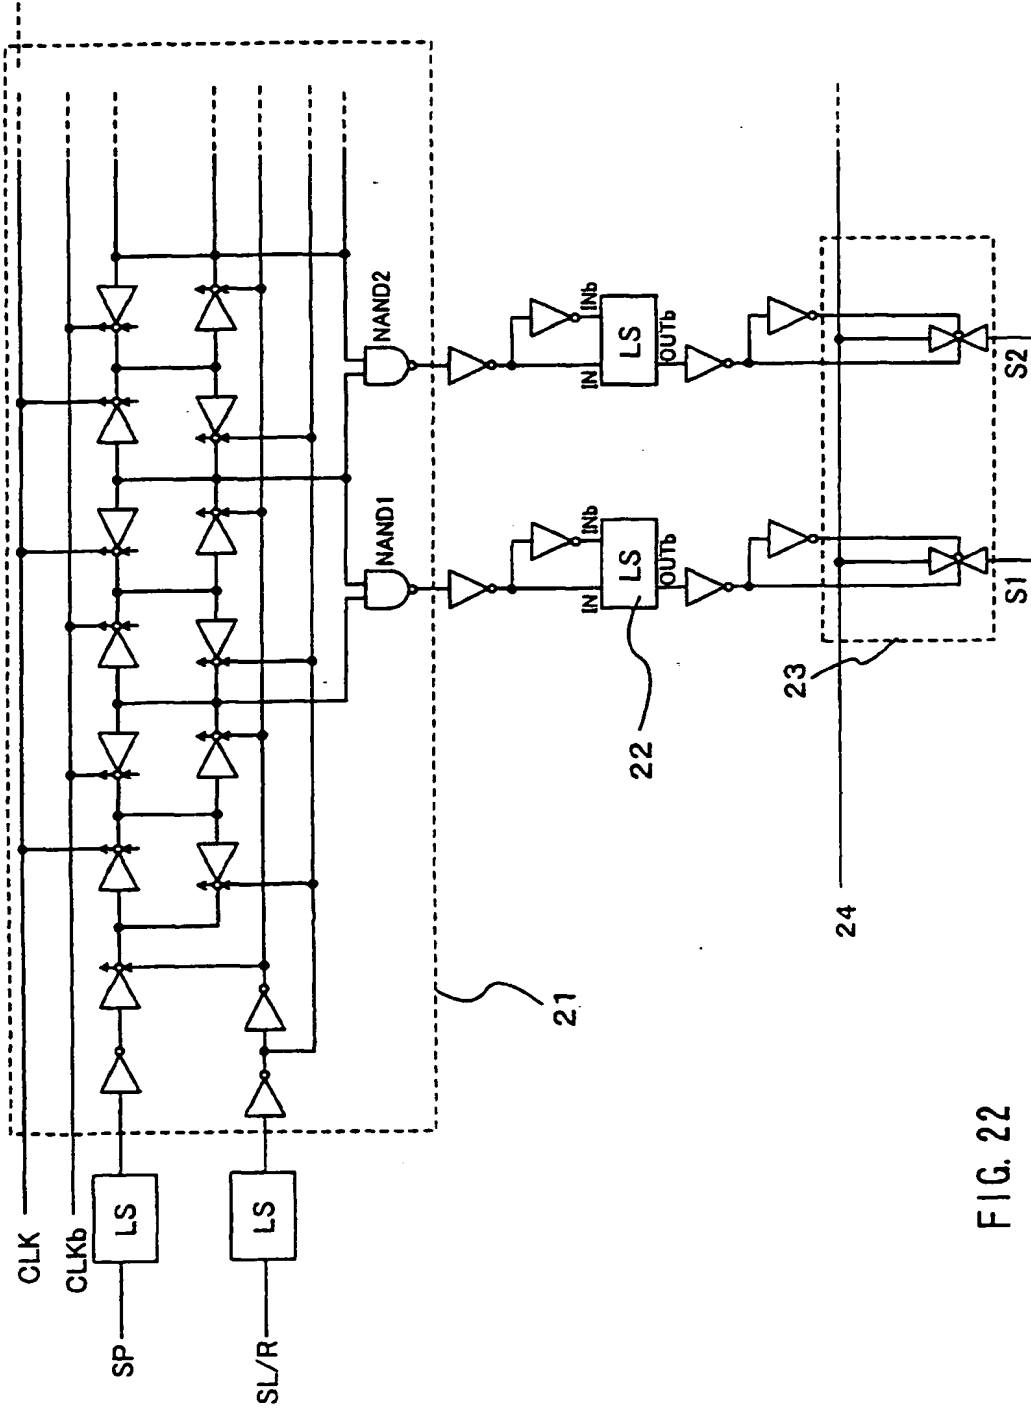 CLK
CLKb
SP
LS
SL/R
LS
21
NAND1
NAND2
IN
INb
LS
OUTb
22
IN
INb
LS
OUTb
23
24
S1
S2
FIG. 22